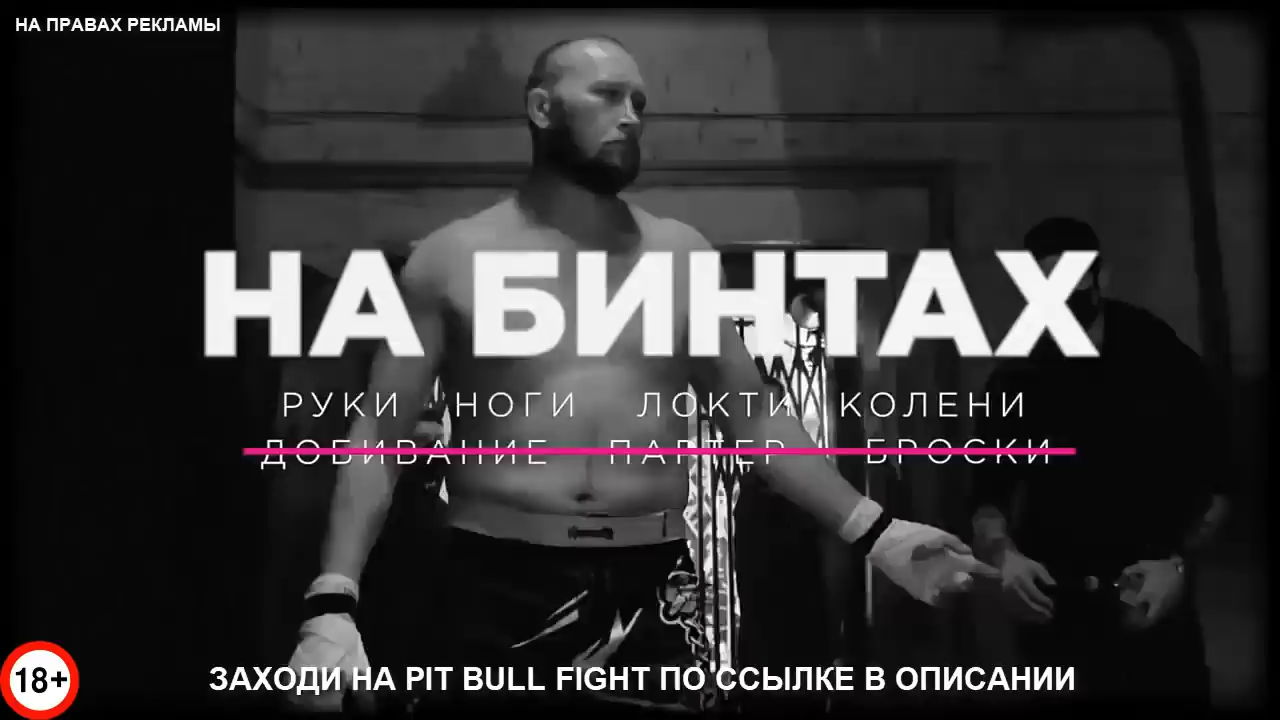 НА ПРАВАХ РЕКЛАМЫ
НА БИНТАХ
РУКИ НОГИ ЛОКТИ КОЛЕНИ
ДОБИВАНИЕ ПАРТЕР БРОСКИ
18+ ЗАХОДИ НА PIT BULL FIGHT ПО ССЫЛКЕ В ОПИСАНИИ